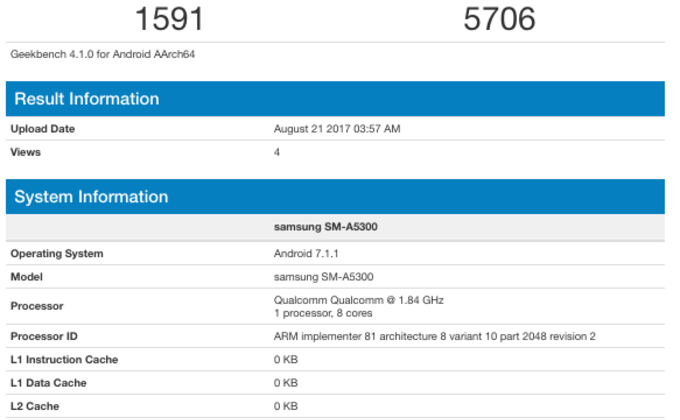 1591 5706
Geekbench 4.1.0 for Android AArch64
Result Information
Upload Date August 21 2017 03:57 AM
Views 4
System Information
samsung SM-A5300
Operating System Android 7.1.1
Model samsung SM-A5300
Processor Qualcomm Qualcomm @ 1.84 GHz
1 processor, 8 cores
Processor ID ARM implementer 81 architecture 8 variant 10 part 2048 revision 2
L1 Instruction Cache 0 KB
L1 Data Cache 0 KB
L2 Cache 0 KB